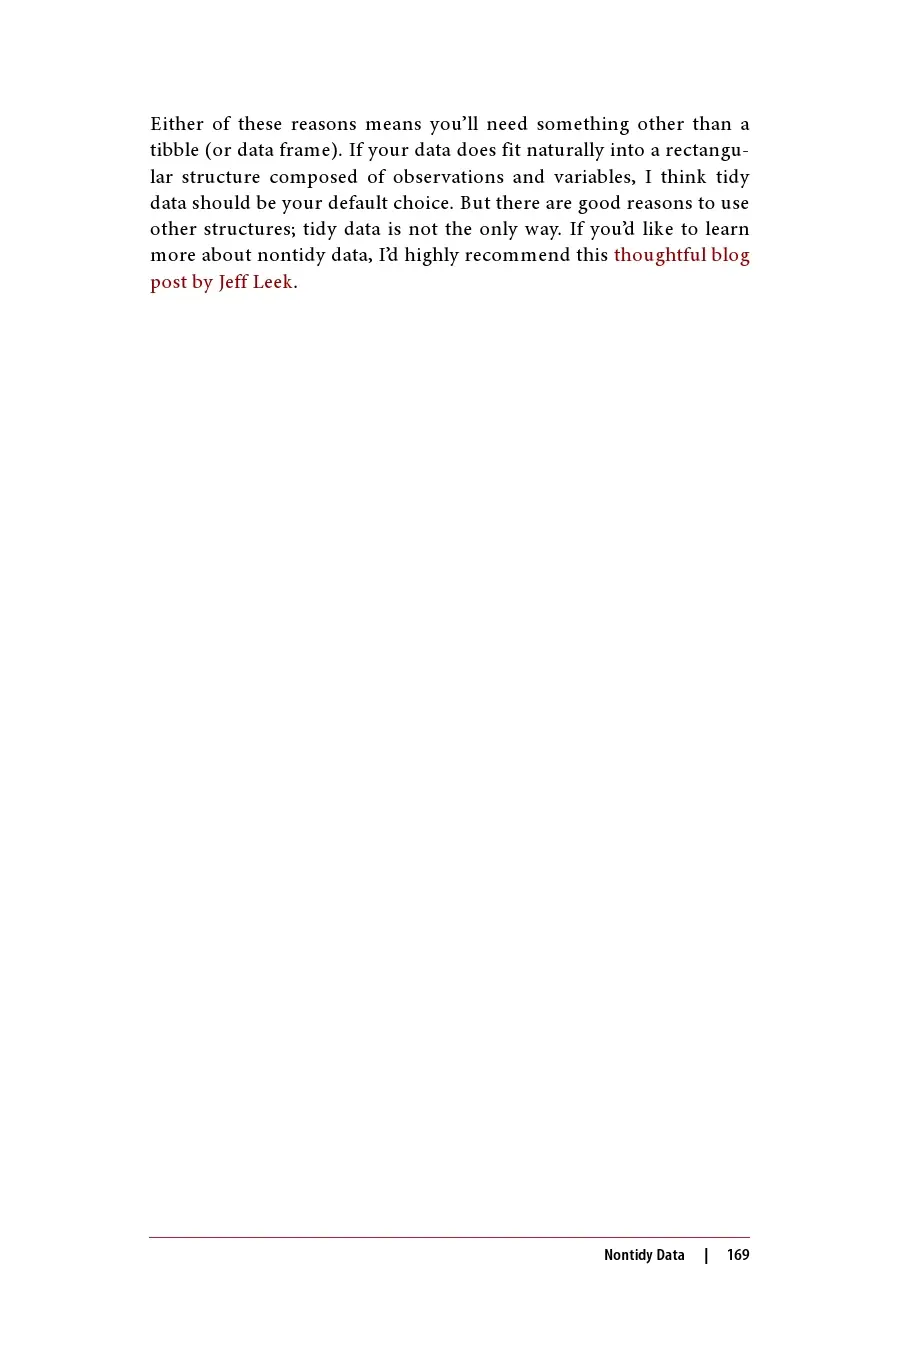 Either of these reasons means you’ll need something other than a
tibble (or data frame). If your data does fit naturally into a rectangu-
lar structure composed of observations and variables, I think tidy
data should be your default choice. But there are good reasons to use
other structures; tidy data is not the only way. If you’d like to learn
more about nontidy data, I’d highly recommend this thoughtful blog
post by Jeff Leek.
Nontidy Data | 169